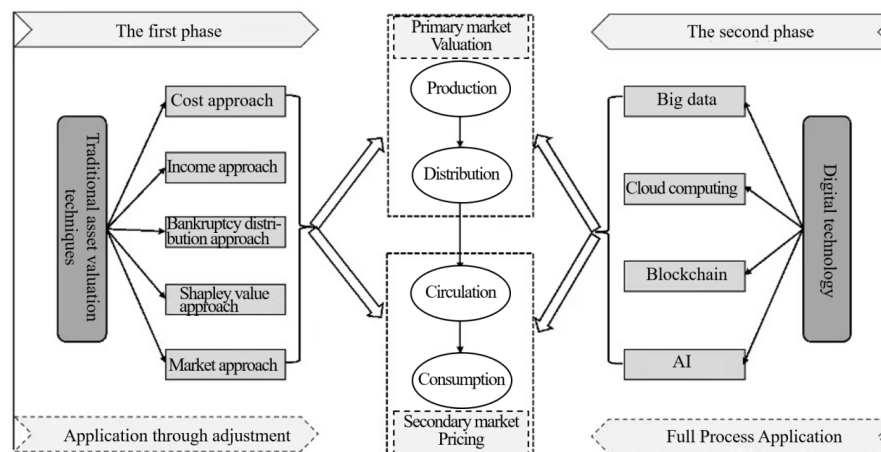 The first phase
Primary market
Valuation
The second phase
Traditional asset valuation
techniques
Cost approach
Income approach
Bankruptcy distri-
bution approach
Shapley value
approach
Market approach
Production
Distribution
Circulation
Consumption
Big data
Cloud computing
Blockchain
AI
Digital technology
Application through adjustment
Secondary market
Pricing
Full Process Application